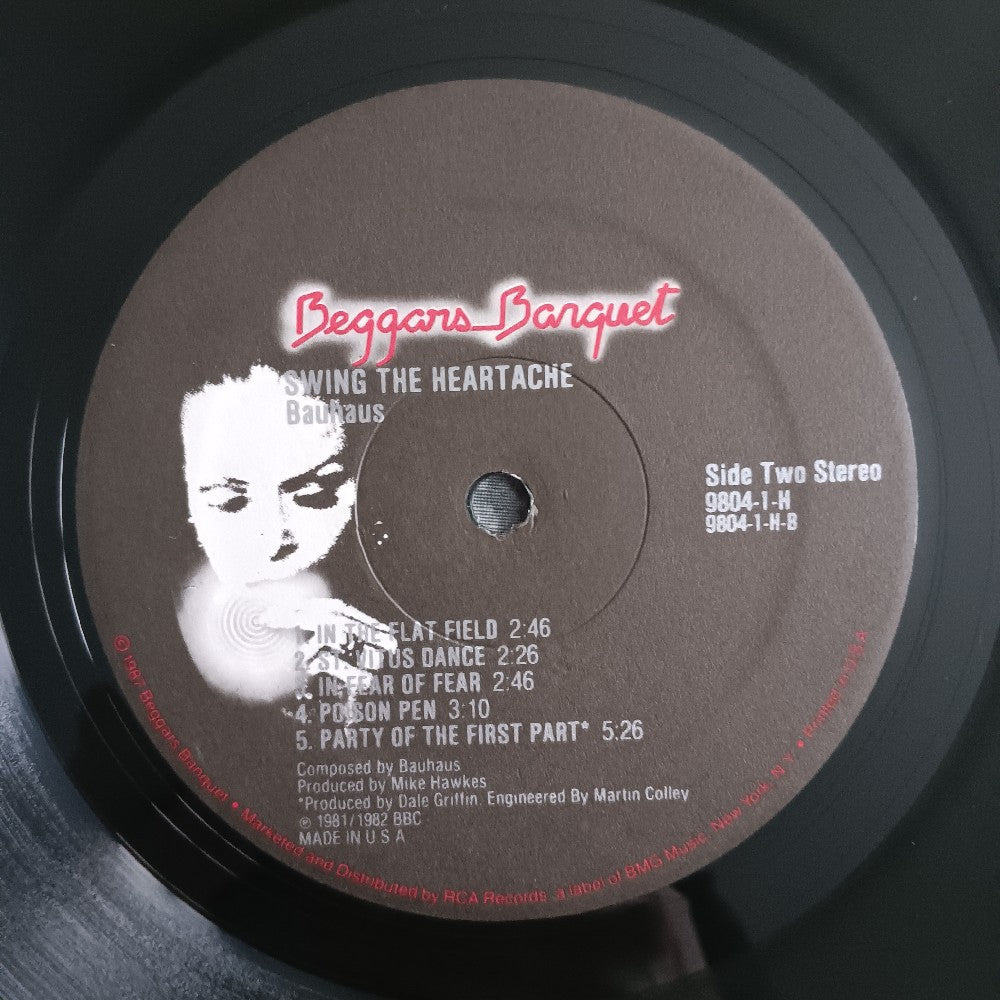 Beggars Banquet
SWING THE HEARTACHE
Bauhaus
Side Two Stereo
9804-1-H
9804-1-H-B
1. IN THE FLAT FIELD 2:46
2. ST. VITUS DANCE 2:26
3. IN FEAR OF FEAR 2:46
4. POISON PEN 3:10
5. PARTY OF THE FIRST PART* 5:26
Composed by Bauhaus
Produced by Mike Hawkes
*Produced by Dale Griffin. Engineered By Martin Colley
℗ 1981/1982 BBC
MADE IN U S A
© 1987 Beggars Banquet • Marketed and Distributed by RCA Records, a label of BMG Music, New York, N.Y. • Printed in U.S.A.